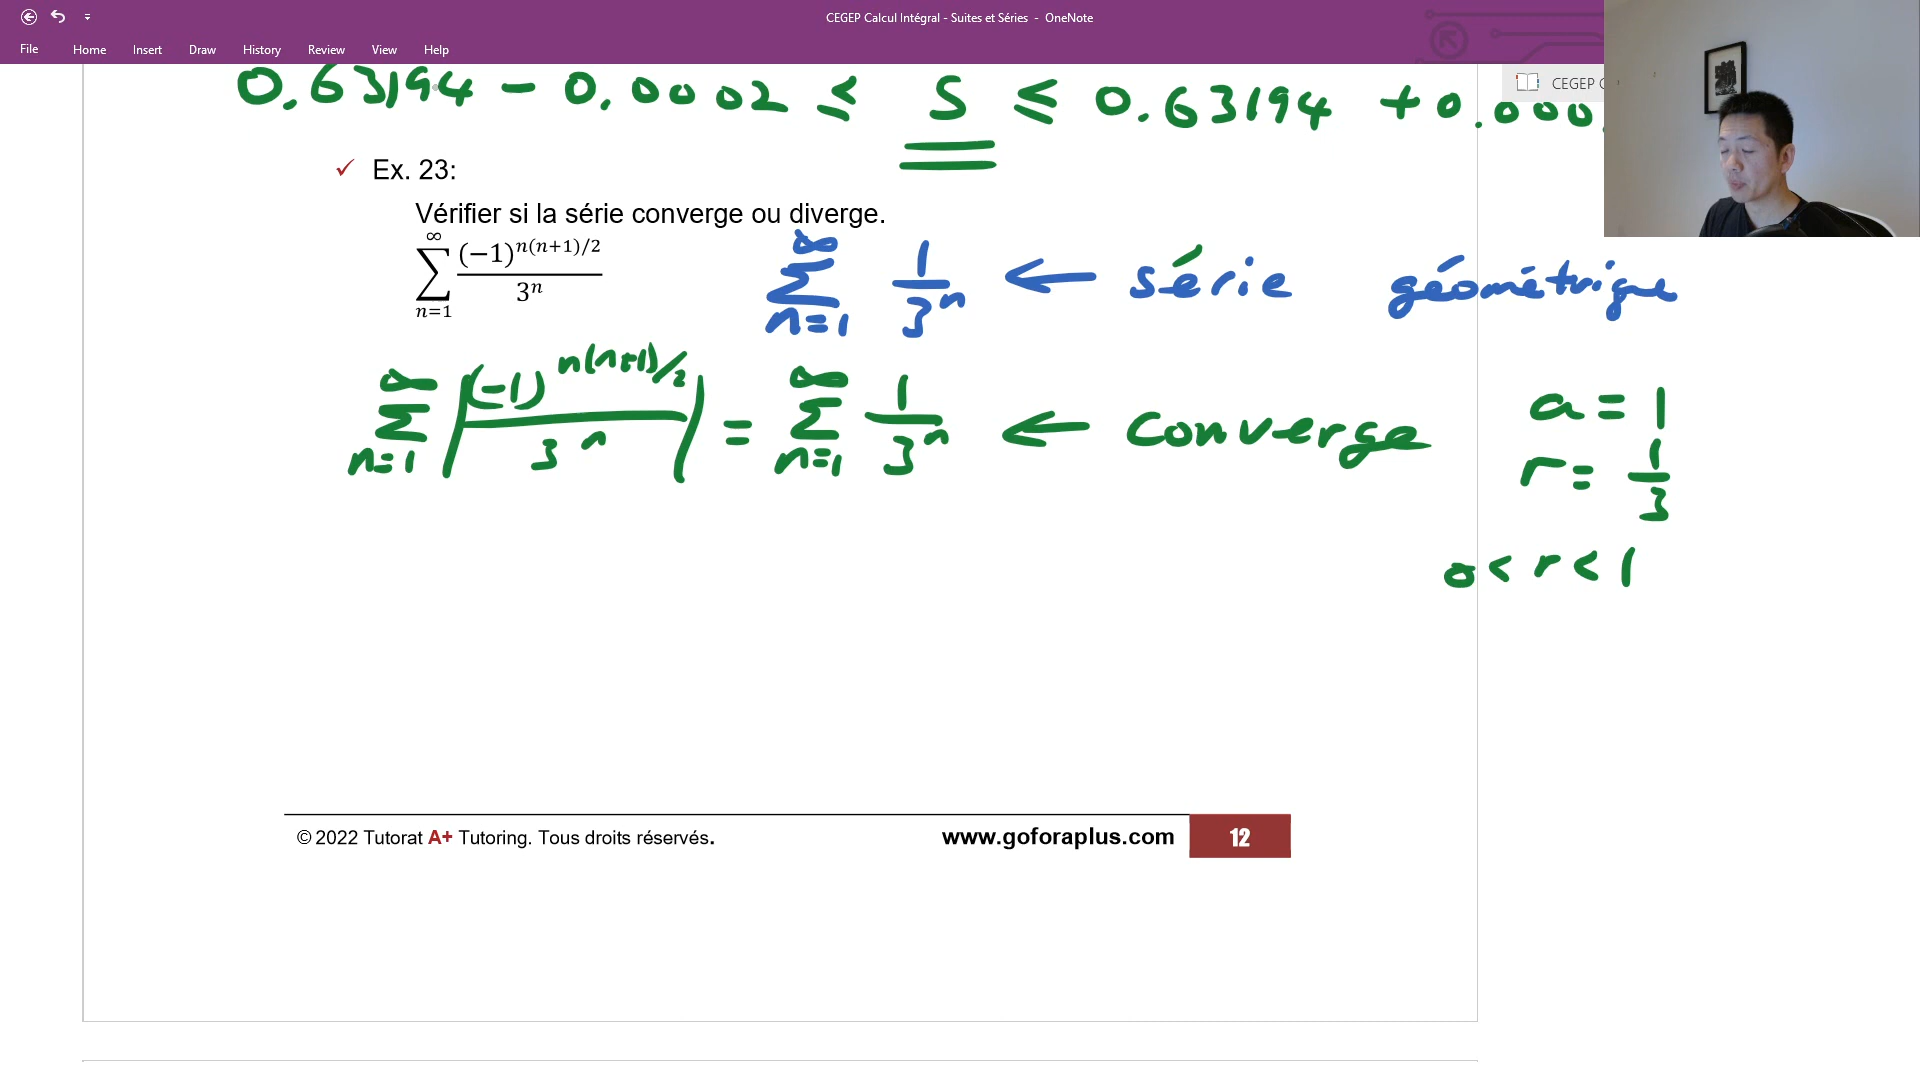 CEGEP Calcul Intégral - Suites et Séries - OneNote
File Home Insert Draw History Review View Help
CEGEP
0.63194 - 0.0002 ≤ S ≤ 0.63194 + 0.000
✓ Ex. 23:
Vérifier si la série converge ou diverge.
∑_{n=1}^{∞} (−1)^{n(n+1)/2} / 3^n
∑_{n=1}^{∞} 1/3^n ← série géométrique
∑_{n=1}^{∞} |(-1)^{n(n+1)/2} / 3^n| = ∑_{n=1}^{∞} 1/3^n ← converge
a = 1
r = 1/3
0 < r < 1
© 2022 Tutorat A+ Tutoring. Tous droits réservés.
www.goforaplus.com 12